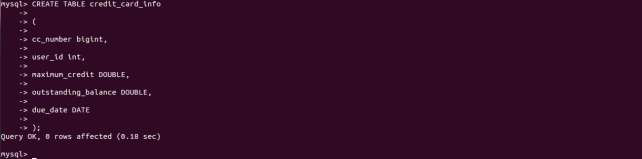 mysql> CREATE TABLE credit_card_info
->
-> (
->
-> cc_number bigint,
->
-> user_id int,
->
-> maximum_credit DOUBLE,
->
-> outstanding_balance DOUBLE,
->
-> due_date DATE
->
-> );
Query OK, 0 rows affected (0.18 sec)
mysql>